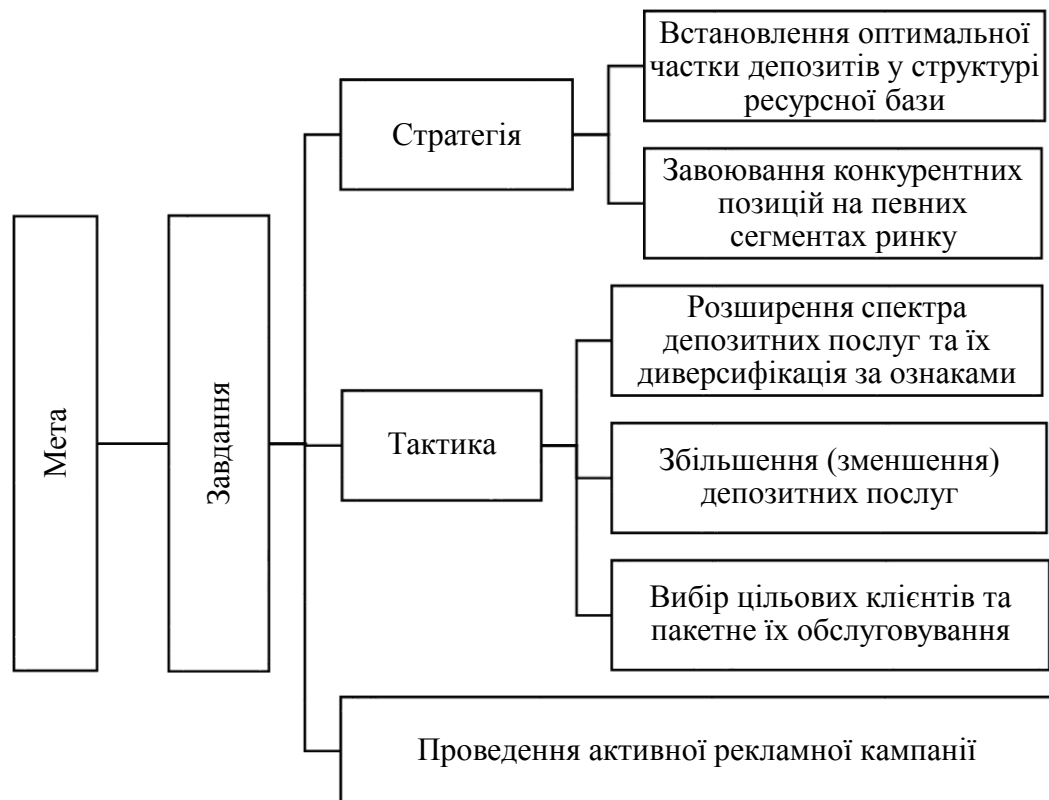 Мета
Завдання
Стратегія
Встановлення оптимальної
частки депозитів у структурі
ресурсної бази
Завоювання конкурентних
позицій на певних
сегментах ринку
Тактика
Розширення спектра
депозитних послуг та їх
диверсифікація за ознаками
Збільшення (зменшення)
депозитних послуг
Вибір цільових клієнтів та
пакетне їх обслуговування
Проведення активної рекламної кампанії